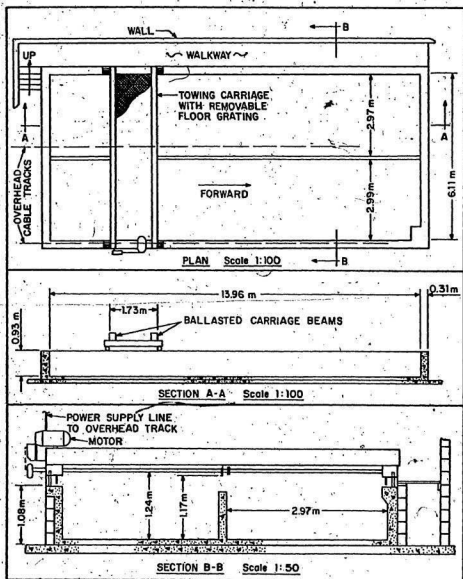 B
WALL
UP
WALKWAY
TOWING CARRIAGE
WITH REMOVABLE
FLOOR GRATING
2.97 m
A
A
OVERHEAD
CABLE TRACKS
FORWARD
2.99 m
6.11 m
B
PLAN Scale 1:100
13.96 m
0.31m
1.73m
0.93 m
BALLASTED CARRIAGE BEAMS
SECTION A-A Scale 1:100
POWER SUPPLY LINE
TO OVERHEAD TRACK
MOTOR
1.08m
1.24m
1.17m
2.97m
SECTION B-B Scale 1:50